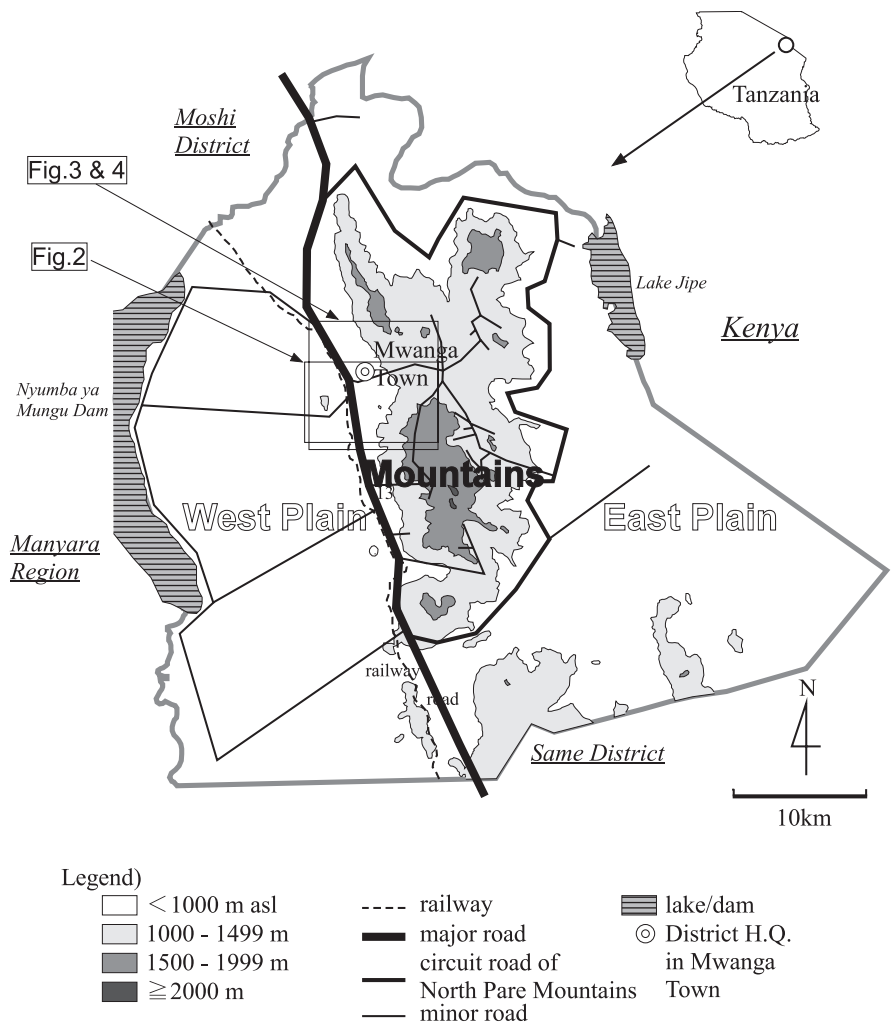 Tanzania
Moshi
District
Fig.3 & 4
Fig.2
Lake Jipe
Kenya
Mwanga
Town
Nyumba ya
Mungu Dam
Mountains
13
West Plain
East Plain
Manyara
Region
railway
road
N
Same District
10km
Legend)
＜1000 m asl
1000 - 1499 m
1500 - 1999 m
≧2000 m
railway
major road
circuit road of
North Pare Mountains
minor road
lake/dam
District H.Q.
in Mwanga
Town